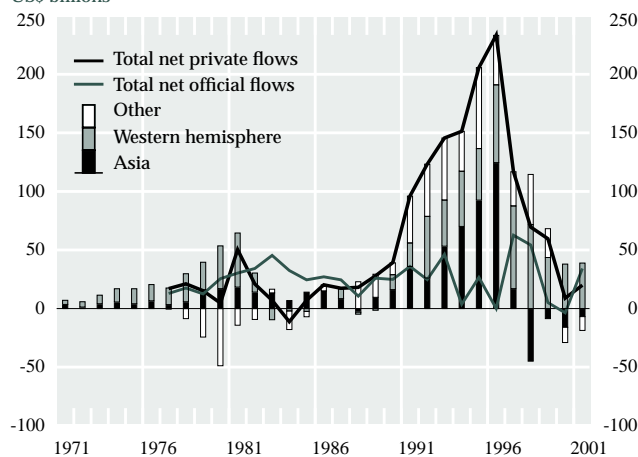 US$ billions
250 250
200 200
150 150
100 100
50 50
0 0
-50 -50
-100 -100
Total net private flows
Total net official flows
Other
Western hemisphere
Asia
1971 1976 1981 1986 1991 1996 2001